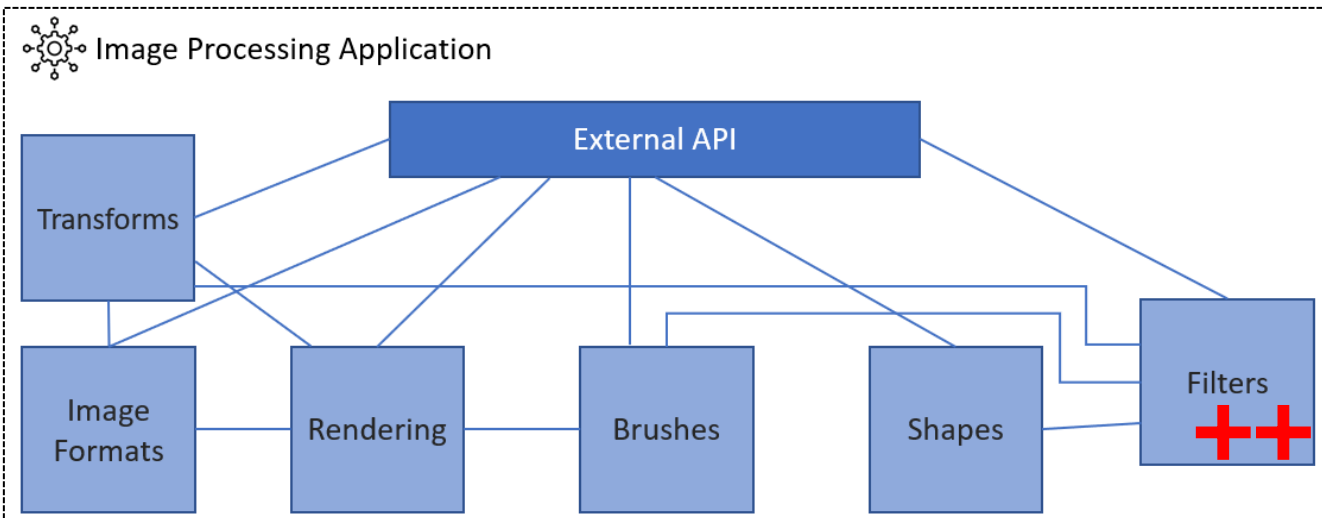 Image Processing Application
External API
Transforms
Image
Formats
Rendering
Brushes
Shapes
Filters
++